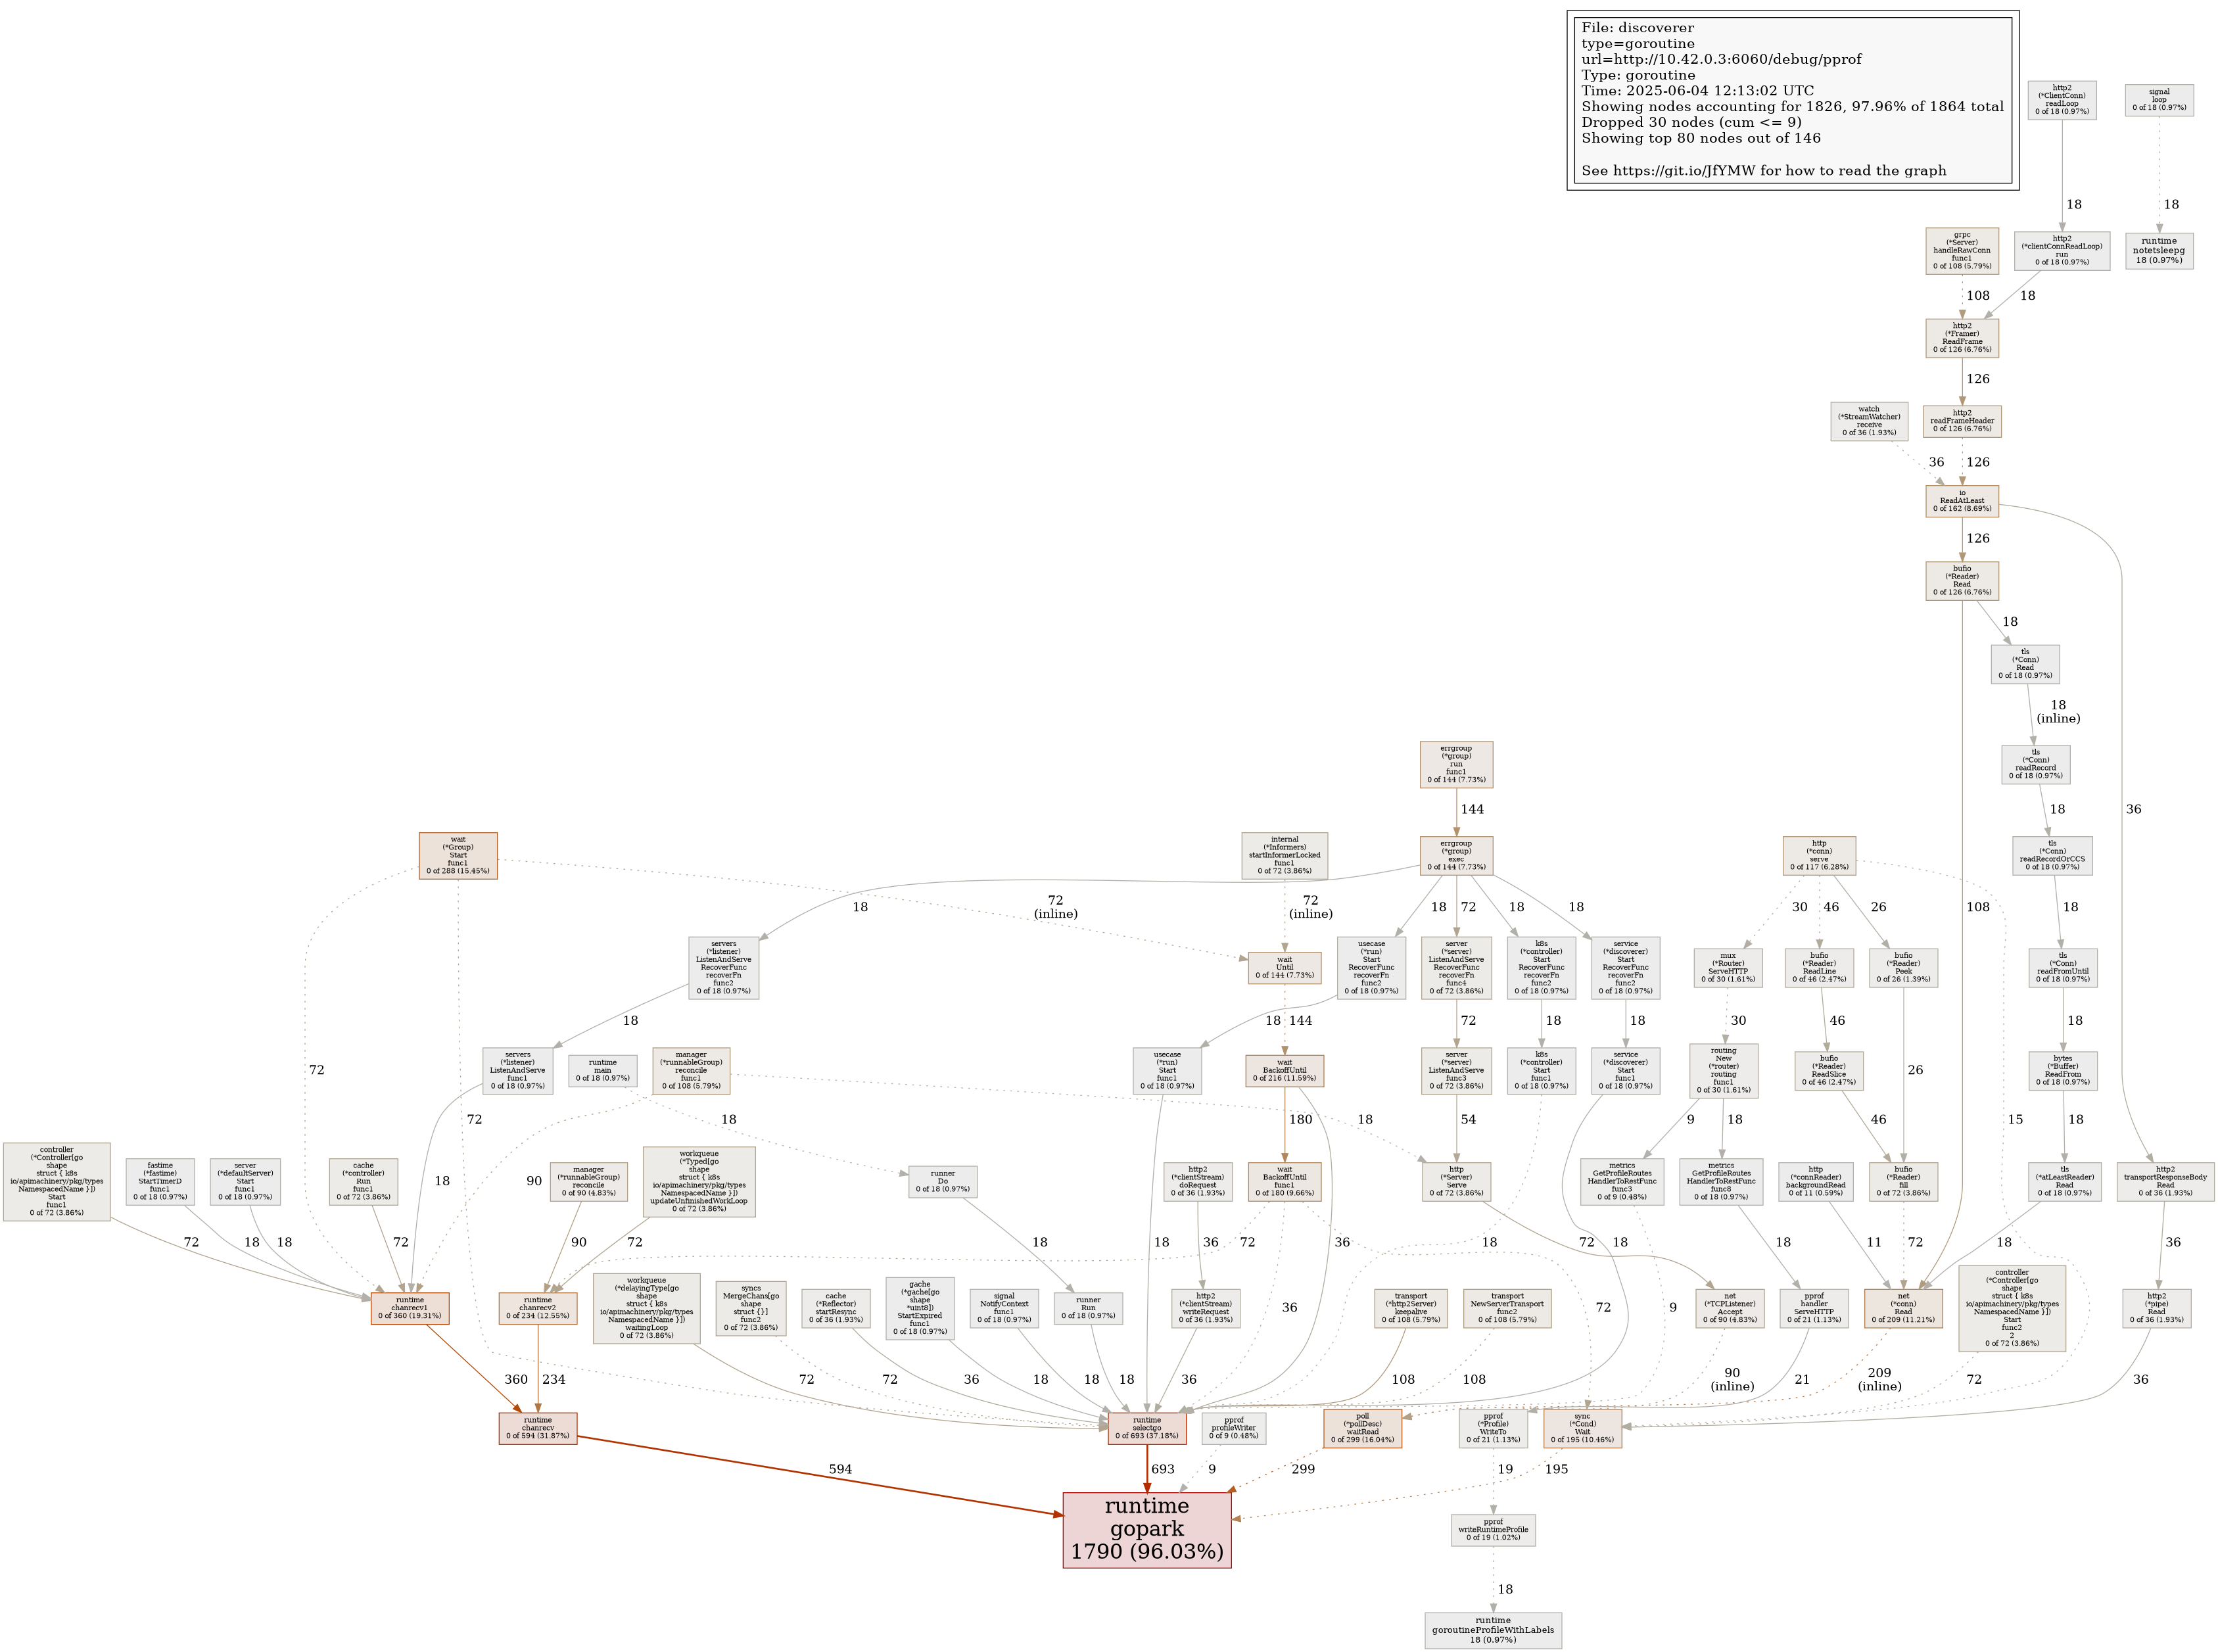 File: discoverer
type=goroutine
url=http://10.42.0.3:6060/debug/pprof
Type: goroutine
Time: 2025-06-04 12:13:02 UTC
Showing nodes accounting for 1826, 97.96% of 1864 total
Dropped 30 nodes (cum <= 9)
Showing top 80 nodes out of 146
See https://git.io/JfYMW for how to read the graph
http2
(*ClientConn)
readLoop
0 of 18 (0.97%)
signal
loop
0 of 18 (0.97%)
18
18
grpc
(*Server)
handleRawConn
func1
0 of 108 (5.79%)
http2
(*clientConnReadLoop)
run
0 of 18 (0.97%)
runtime
notetsleepg
18 (0.97%)
108
18
http2
(*Framer)
ReadFrame
0 of 126 (6.76%)
126
watch
(*StreamWatcher)
receive
0 of 36 (1.93%)
http2
readFrameHeader
0 of 126 (6.76%)
36
126
io
ReadAtLeast
0 of 162 (8.69%)
126
bufio
(*Reader)
Read
0 of 126 (6.76%)
18
tls
(*Conn)
Read
0 of 18 (0.97%)
18
(inline)
errgroup
(*group)
run
func1
0 of 144 (7.73%)
tls
(*Conn)
readRecord
0 of 18 (0.97%)
144
18
36
wait
(*Group)
Start
func1
0 of 288 (15.45%)
internal
(*Informers)
startInformerLocked
func1
0 of 72 (3.86%)
errgroup
(*group)
exec
0 of 144 (7.73%)
http
(*conn)
serve
0 of 117 (6.28%)
tls
(*Conn)
readRecordOrCCS
0 of 18 (0.97%)
18
72
(inline)
72
(inline)
18
72
18
18
30
46
26
108
18
servers
(*listener)
ListenAndServe
RecoverFunc
recoverFn
func2
0 of 18 (0.97%)
wait
Until
0 of 144 (7.73%)
usecase
(*run)
Start
RecoverFunc
recoverFn
func2
0 of 18 (0.97%)
server
(*server)
ListenAndServe
RecoverFunc
recoverFn
func4
0 of 72 (3.86%)
k8s
(*controller)
Start
RecoverFunc
recoverFn
func2
0 of 18 (0.97%)
service
(*discoverer)
Start
RecoverFunc
recoverFn
func2
0 of 18 (0.97%)
mux
(*Router)
ServeHTTP
0 of 30 (1.61%)
bufio
(*Reader)
ReadLine
0 of 46 (2.47%)
bufio
(*Reader)
Peek
0 of 26 (1.39%)
tls
(*Conn)
readFromUntil
0 of 18 (0.97%)
18
144
18
72
18
18
30
46
18
72
servers
(*listener)
ListenAndServe
func1
0 of 18 (0.97%)
runtime
main
0 of 18 (0.97%)
manager
(*runnableGroup)
reconcile
func1
0 of 108 (5.79%)
usecase
(*run)
Start
func1
0 of 18 (0.97%)
wait
BackoffUntil
0 of 216 (11.59%)
server
(*server)
ListenAndServe
func3
0 of 72 (3.86%)
k8s
(*controller)
Start
func1
0 of 18 (0.97%)
service
(*discoverer)
Start
func1
0 of 18 (0.97%)
routing
New
(*router)
routing
func1
0 of 30 (1.61%)
bufio
(*Reader)
ReadSlice
0 of 46 (2.47%)
26
bytes
(*Buffer)
ReadFrom
0 of 18 (0.97%)
72
18
180
18
54
9
18
46
15
18
controller
(*Controller[go
shape
struct { k8s
io/apimachinery/pkg/types
NamespacedName }])
Start
func1
0 of 72 (3.86%)
fastime
(*fastime)
StartTimerD
func1
0 of 18 (0.97%)
server
(*defaultServer)
Start
func1
0 of 18 (0.97%)
cache
(*controller)
Run
func1
0 of 72 (3.86%)
18
90
manager
(*runnableGroup)
reconcile
0 of 90 (4.83%)
workqueue
(*Typed[go
shape
struct { k8s
io/apimachinery/pkg/types
NamespacedName }])
updateUnfinishedWorkLoop
0 of 72 (3.86%)
runner
Do
0 of 18 (0.97%)
http2
(*clientStream)
doRequest
0 of 36 (1.93%)
wait
BackoffUntil
func1
0 of 180 (9.66%)
http
(*Server)
Serve
0 of 72 (3.86%)
metrics
GetProfileRoutes
HandlerToRestFunc
func3
0 of 9 (0.48%)
metrics
GetProfileRoutes
HandlerToRestFunc
func8
0 of 18 (0.97%)
http
(*connReader)
backgroundRead
0 of 11 (0.59%)
bufio
(*Reader)
fill
0 of 72 (3.86%)
tls
(*atLeastReader)
Read
0 of 18 (0.97%)
http2
transportResponseBody
Read
0 of 36 (1.93%)
72
18
18
72
90
72
72
18
18
36
36
18
72
18
18
11
72
18
36
runtime
chanrecv1
0 of 360 (19.31%)
runtime
chanrecv2
0 of 234 (12.55%)
workqueue
(*delayingType[go
shape
struct { k8s
io/apimachinery/pkg/types
NamespacedName }])
waitingLoop
0 of 72 (3.86%)
syncs
MergeChans[go
shape
struct {}]
func2
0 of 72 (3.86%)
cache
(*Reflector)
startResync
0 of 36 (1.93%)
gache
(*gache[go
shape
*uint8])
StartExpired
func1
0 of 18 (0.97%)
signal
NotifyContext
func1
0 of 18 (0.97%)
runner
Run
0 of 18 (0.97%)
http2
(*clientStream)
writeRequest
0 of 36 (1.93%)
36
transport
(*http2Server)
keepalive
0 of 108 (5.79%)
transport
NewServerTransport
func2
0 of 108 (5.79%)
72
9
net
(*TCPListener)
Accept
0 of 90 (4.83%)
pprof
handler
ServeHTTP
0 of 21 (1.13%)
net
(*conn)
Read
0 of 209 (11.21%)
controller
(*Controller[go
shape
struct { k8s
io/apimachinery/pkg/types
NamespacedName }])
Start
func2
2
0 of 72 (3.86%)
http2
(*pipe)
Read
0 of 36 (1.93%)
360
234
72
72
36
18
18
18
36
108
108
90
(inline)
21
209
(inline)
72
36
runtime
chanrecv
0 of 594 (31.87%)
runtime
selectgo
0 of 693 (37.18%)
pprof
profileWriter
0 of 9 (0.48%)
poll
(*pollDesc)
waitRead
0 of 299 (16.04%)
pprof
(*Profile)
WriteTo
0 of 21 (1.13%)
sync
(*Cond)
Wait
0 of 195 (10.46%)
594
693
9
299
19
195
runtime
gopark
1790 (96.03%)
pprof
writeRuntimeProfile
0 of 19 (1.02%)
18
runtime
goroutineProfileWithLabels
18 (0.97%)